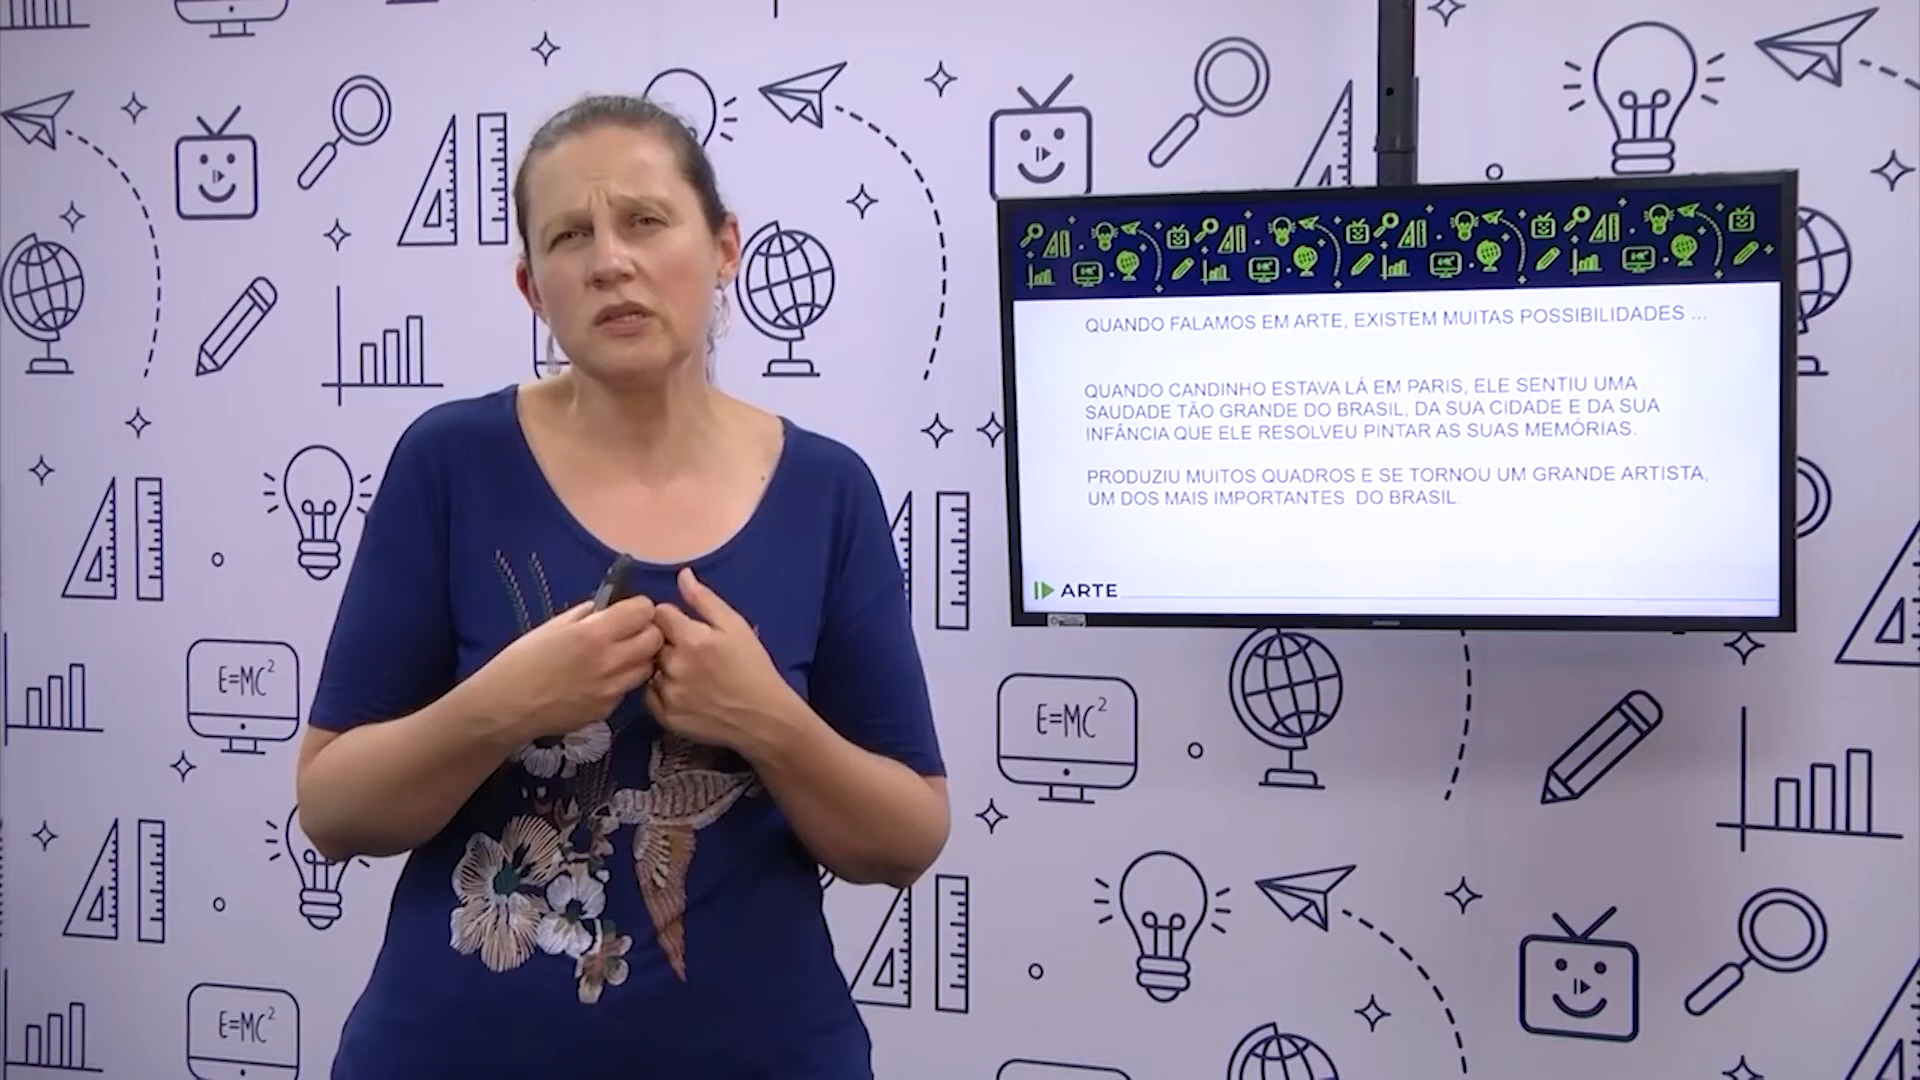 QUANDO FALAMOS EM ARTE, EXISTEM MUITAS POSSIBILIDADES ...
QUANDO CANDINHO ESTAVA LÁ EM PARIS, ELE SENTIU UMA
SAUDADE TÃO GRANDE DO BRASIL, DA SUA CIDADE E DA SUA
INFÂNCIA QUE ELE RESOLVEU PINTAR AS SUAS MEMÓRIAS.
PRODUZIU MUITOS QUADROS E SE TORNOU UM GRANDE ARTISTA,
UM DOS MAIS IMPORTANTES DO BRASIL.
ARTE
E=MC²
E=MC²
E=MC²